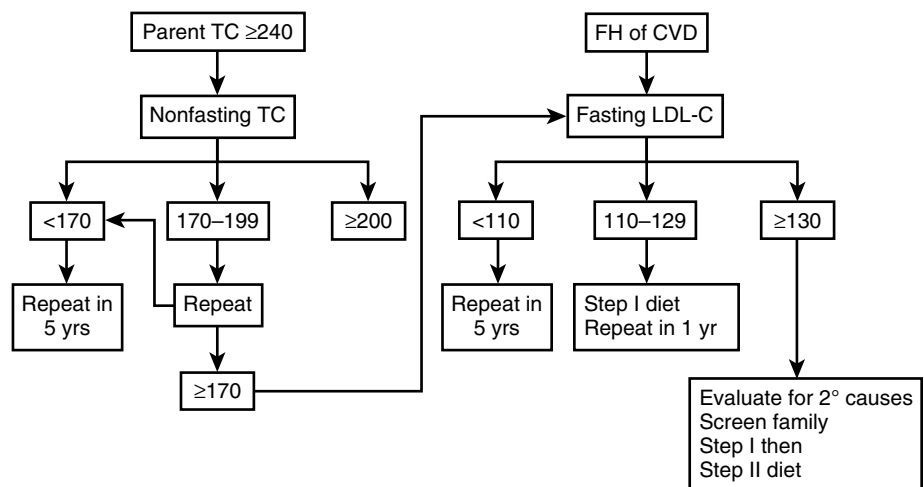 Parent TC ≥240
Nonfasting TC
<170
170–199
≥200
Repeat in
5 yrs
Repeat
≥170
FH of CVD
Fasting LDL-C
<110
110–129
≥130
Repeat in
5 yrs
Step I diet
Repeat in 1 yr
Evaluate for 2° causes
Screen family
Step I then
Step II diet